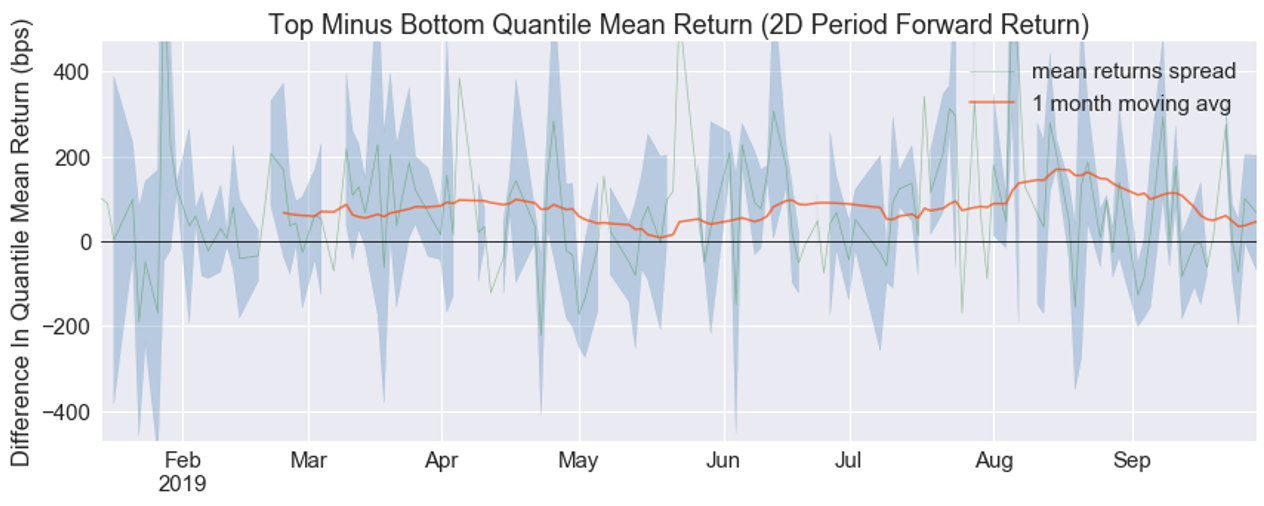 Top Minus Bottom Quantile Mean Return (2D Period Forward Return)
Difference In Quantile Mean Return (bps)
400
200
0
−200
−400
mean returns spread
1 month moving avg
Feb
2019
Mar
Apr
May
Jun
Jul
Aug
Sep